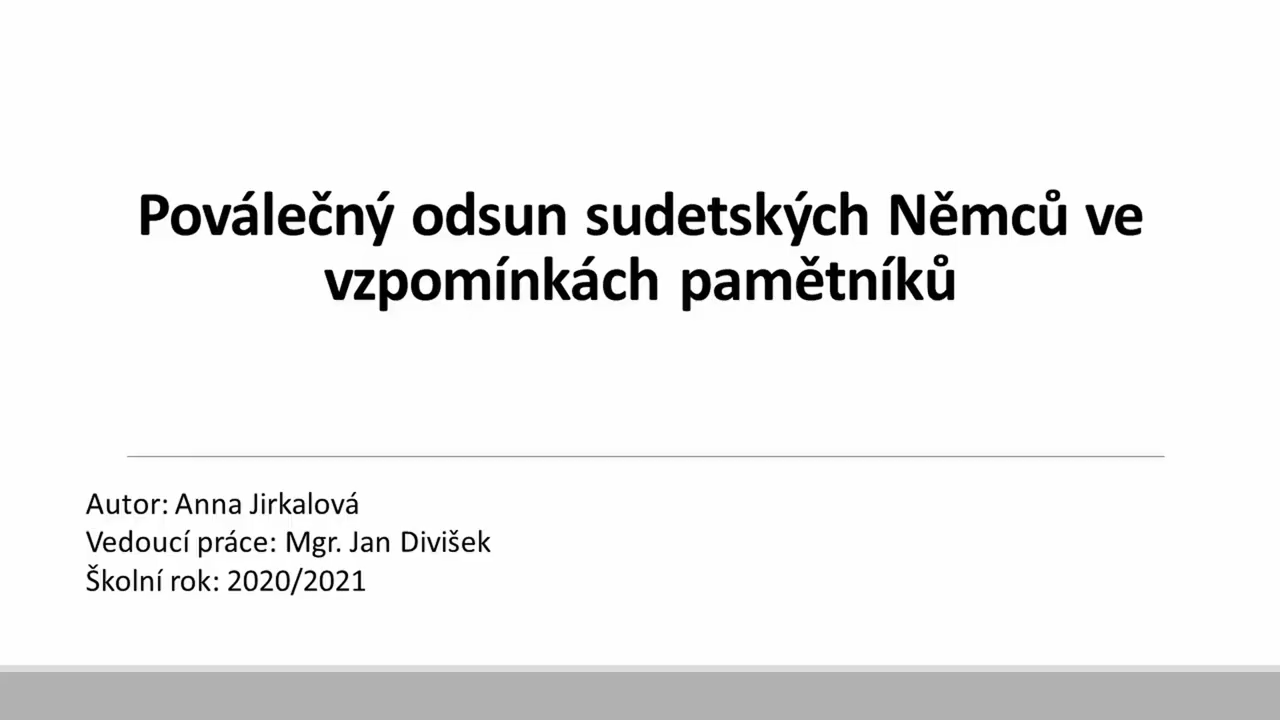 Poválečný odsun sudetských Němců ve
vzpomínkách pamětníků
Autor: Anna Jirkalová
Vedoucí práce: Mgr. Jan Divišek
Školní rok: 2020/2021